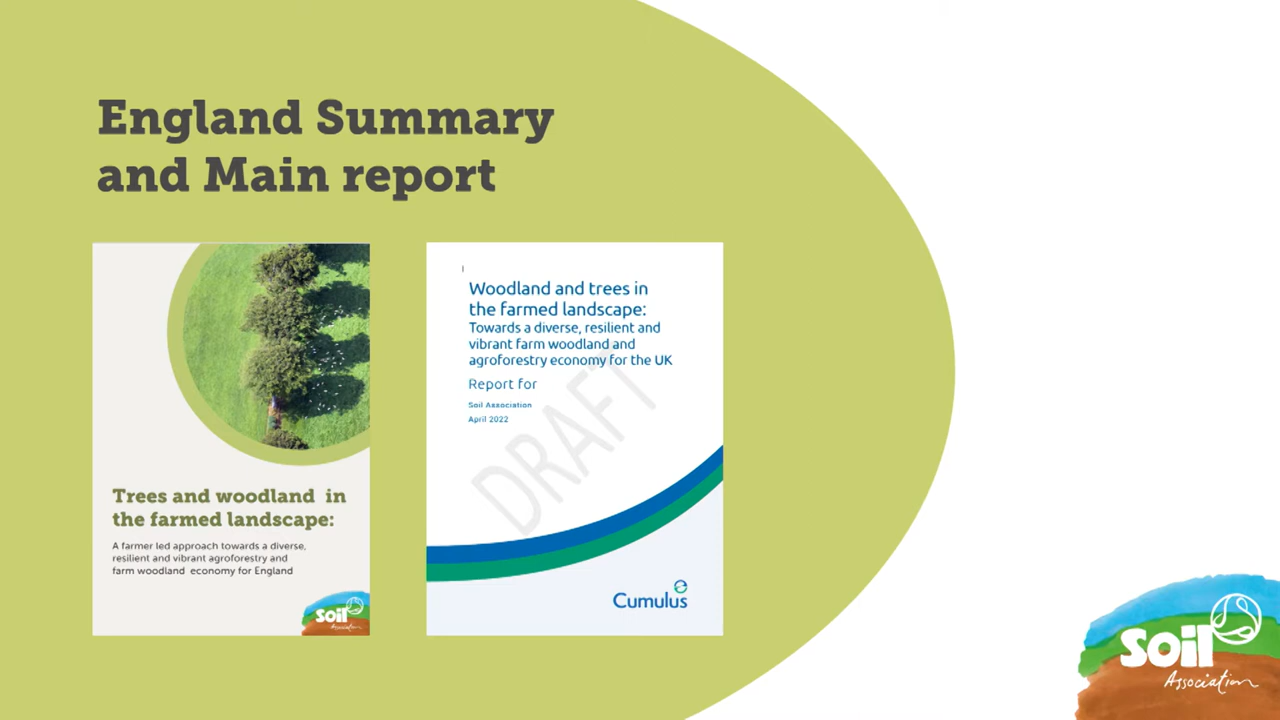 England Summary
and Main report
Trees and woodland in
the farmed landscape:
A farmer led approach towards a diverse,
resilient and vibrant agroforestry and
farm woodland economy for England
Soil
Association
Woodland and trees in
the farmed landscape:
Towards a diverse, resilient and
vibrant farm woodland and
agroforestry economy for the UK
Report for
Soil Association
April 2022
DRAFT
Cumulus
Soil
Association